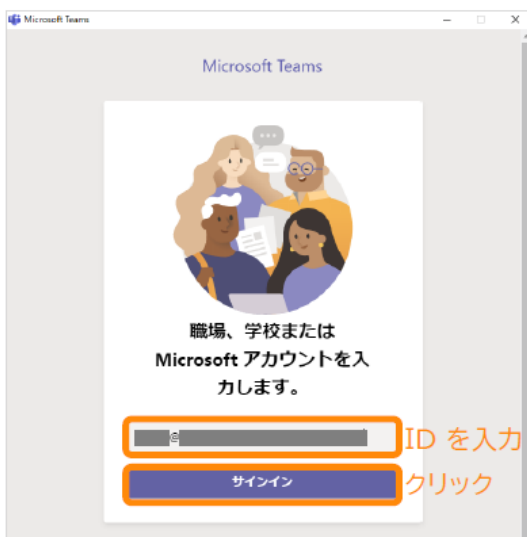 Microsoft Teams
Microsoft Teams
職場、学校または
Microsoft アカウントを入
力します。
@
ID を入力
サインイン
クリック